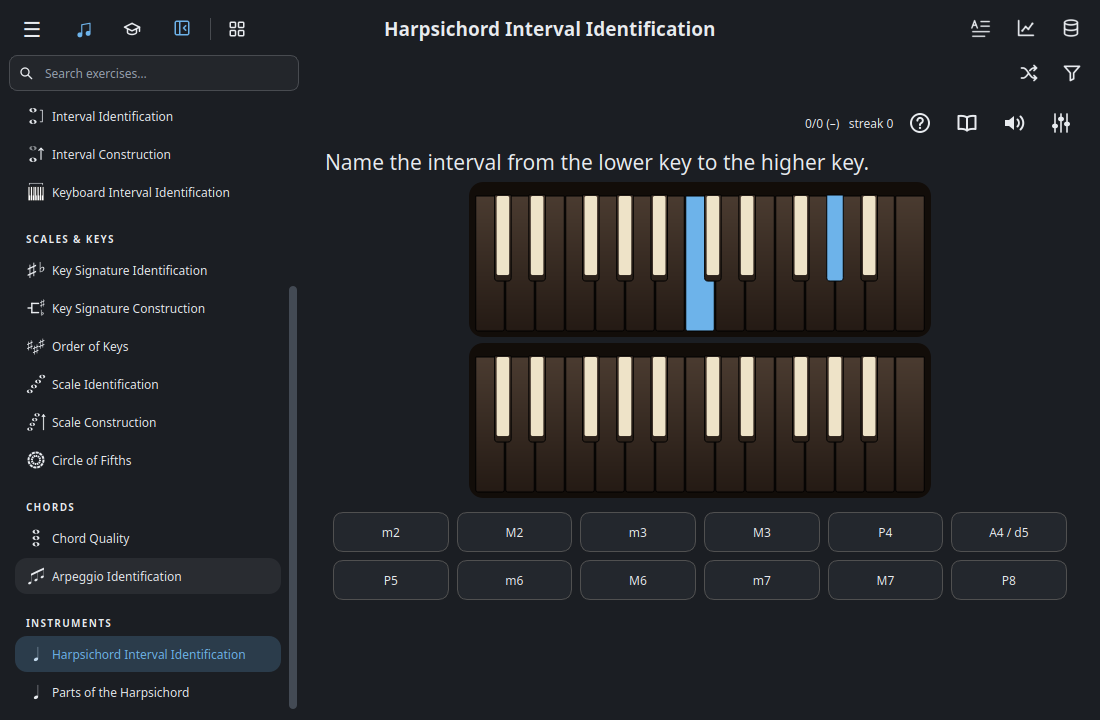 Harpsichord Interval Identification
Search exercises...
Interval Identification
Interval Construction
Keyboard Interval Identification
SCALES & KEYS
Key Signature Identification
Key Signature Construction
Order of Keys
Scale Identification
Scale Construction
Circle of Fifths
CHORDS
Chord Quality
Arpeggio Identification
INSTRUMENTS
Harpsichord Interval Identification
Parts of the Harpsichord
0/0 (–) streak 0
Name the interval from the lower key to the higher key.
m2 M2 m3 M3 P4 A4 / d5
P5 m6 M6 m7 M7 P8